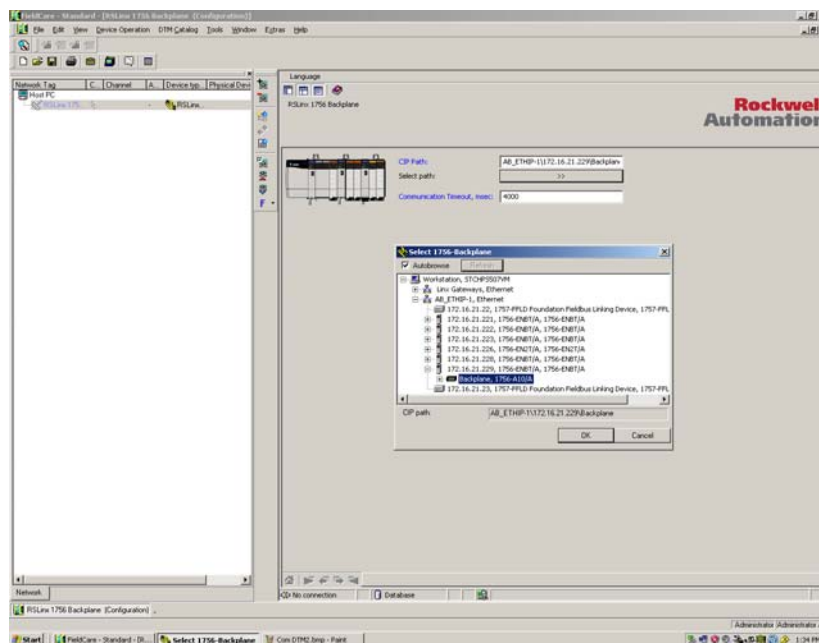 FieldCare - Standard - [RSLinx 1756 Backplane (Configuration)]
File Edit View Device Operation DTM Catalog Tools Window Extras Help
Network Tag C... Channel A... Device typ... Physical Devi
Host PC
RSLinx 175... - RSLinx...
Language
RSLinx 1756 Backplane
Rockwel
Automation
CIP Path: AB_ETHIP-1\172.16.21.229\Backplan
Select path: >>
Communication Timeout, msec: 4000
Select 1756-Backplane
Autobrowse Refresh
Workstation, STCHPS507VM
Linx Gateways, Ethernet
AB_ETHIP-1, Ethernet
172.16.21.22, 1757-FFLD Foundation Fieldbus Linking Device, 1757-FFL
172.16.21.221, 1756-ENBT/A, 1756-ENBT/A
172.16.21.222, 1756-ENBT/A, 1756-ENBT/A
172.16.21.223, 1756-ENBT/A, 1756-ENBT/A
172.16.21.226, 1756-EN2T/A, 1756-EN2T/A
172.16.21.228, 1756-ENBT/A, 1756-ENBT/A
172.16.21.229, 1756-ENBT/A, 1756-ENBT/A
Backplane, 1756-A10/A
172.16.21.23, 1757-FFLD Foundation Fieldbus Linking Device, 1757-FFL
CIP path: AB_ETHIP-1\172.16.21.229\Backplane
OK Cancel
F
Network
No connection Database
RSLinx 1756 Backplane (Configuration)
Administrator Administrator
Start FieldCare - Standard - [R... Select 1756-Backplane Com DTM2.bmp - Paint 1:34 PM